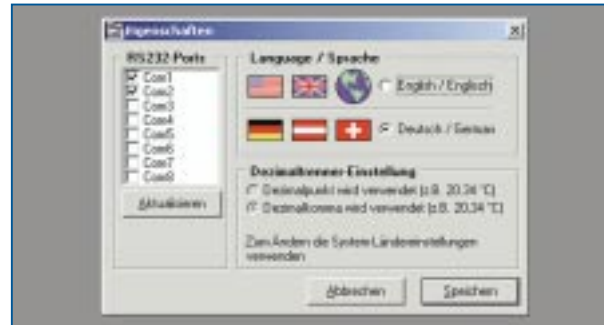 Eigenschaften
RS232-Ports
Com1
Com2
Com3
Com4
Com5
Com6
Com7
Com8
Aktualisieren
Language / Sprache
English / Englisch
Deutsch / German
Dezimaltrenner-Einstellung
Dezimalpunkt wird verwendet (z.B. 20.34 °C)
Dezimalkomma wird verwendet (z.B. 20,34 °C)
Zum Ändern die System-Ländereinstellungen
verwenden
Abbrechen
Speichern